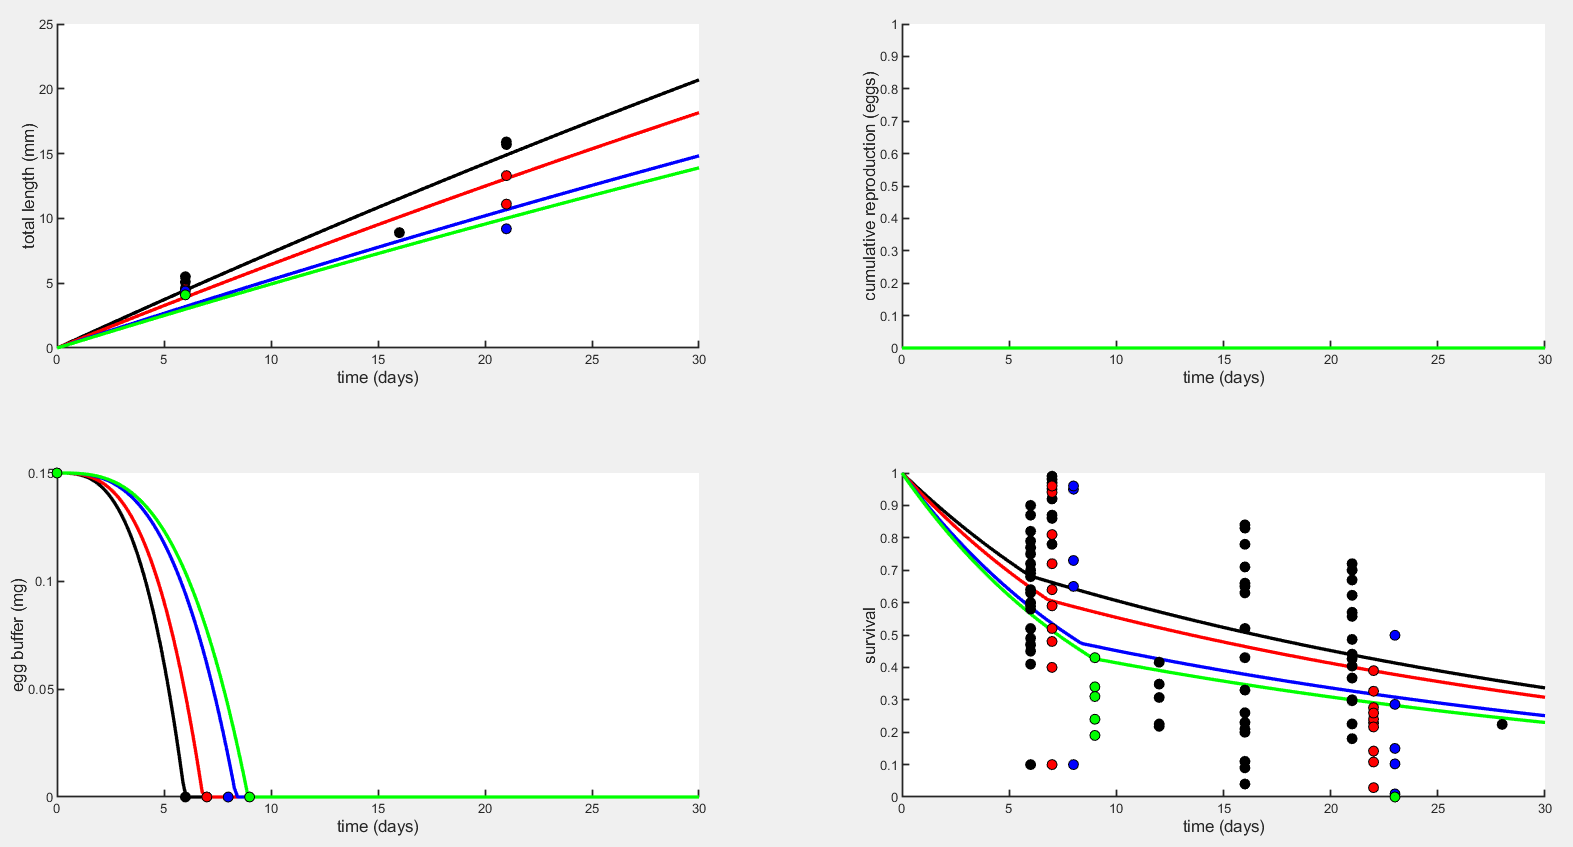 25
20
15
10
5
0
0 5 10 15 20 25 30
total length (mm)
time (days)
1
0.9
0.8
0.7
0.6
0.5
0.4
0.3
0.2
0.1
0
0 5 10 15 20 25 30
cumulative reproduction (eggs)
time (days)
0.15
0.1
0.05
0
0 5 10 15 20 25 30
egg buffer (mg)
time (days)
1
0.9
0.8
0.7
0.6
0.5
0.4
0.3
0.2
0.1
0
0 5 10 15 20 25 30
survival
time (days)